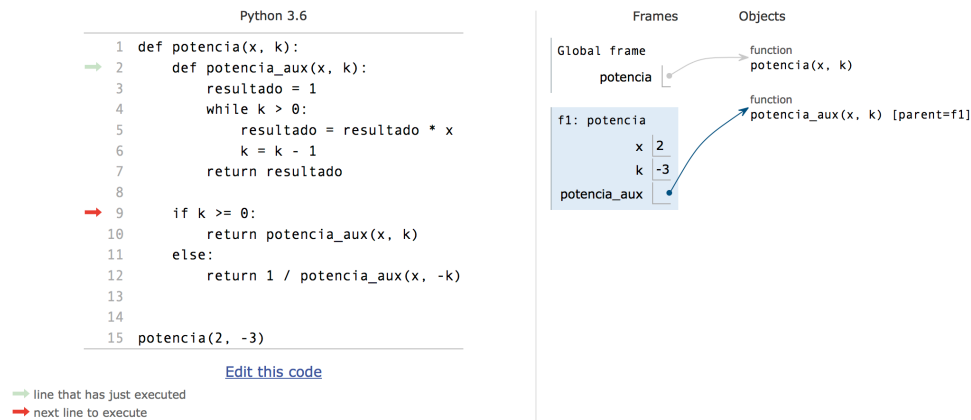 Python 3.6
1 def potencia(x, k):
2     def potencia_aux(x, k):
3         resultado = 1
4         while k > 0:
5             resultado = resultado * x
6             k = k - 1
7         return resultado
8
9     if k >= 0:
10         return potencia_aux(x, k)
11     else:
12         return 1 / potencia_aux(x, -k)
13
14
15 potencia(2, -3)
Edit this code
line that has just executed
next line to execute
Frames Objects
Global frame
potencia
function
potencia(x, k)
function
potencia_aux(x, k) [parent=f1]
f1: potencia
x 2
k -3
potencia_aux